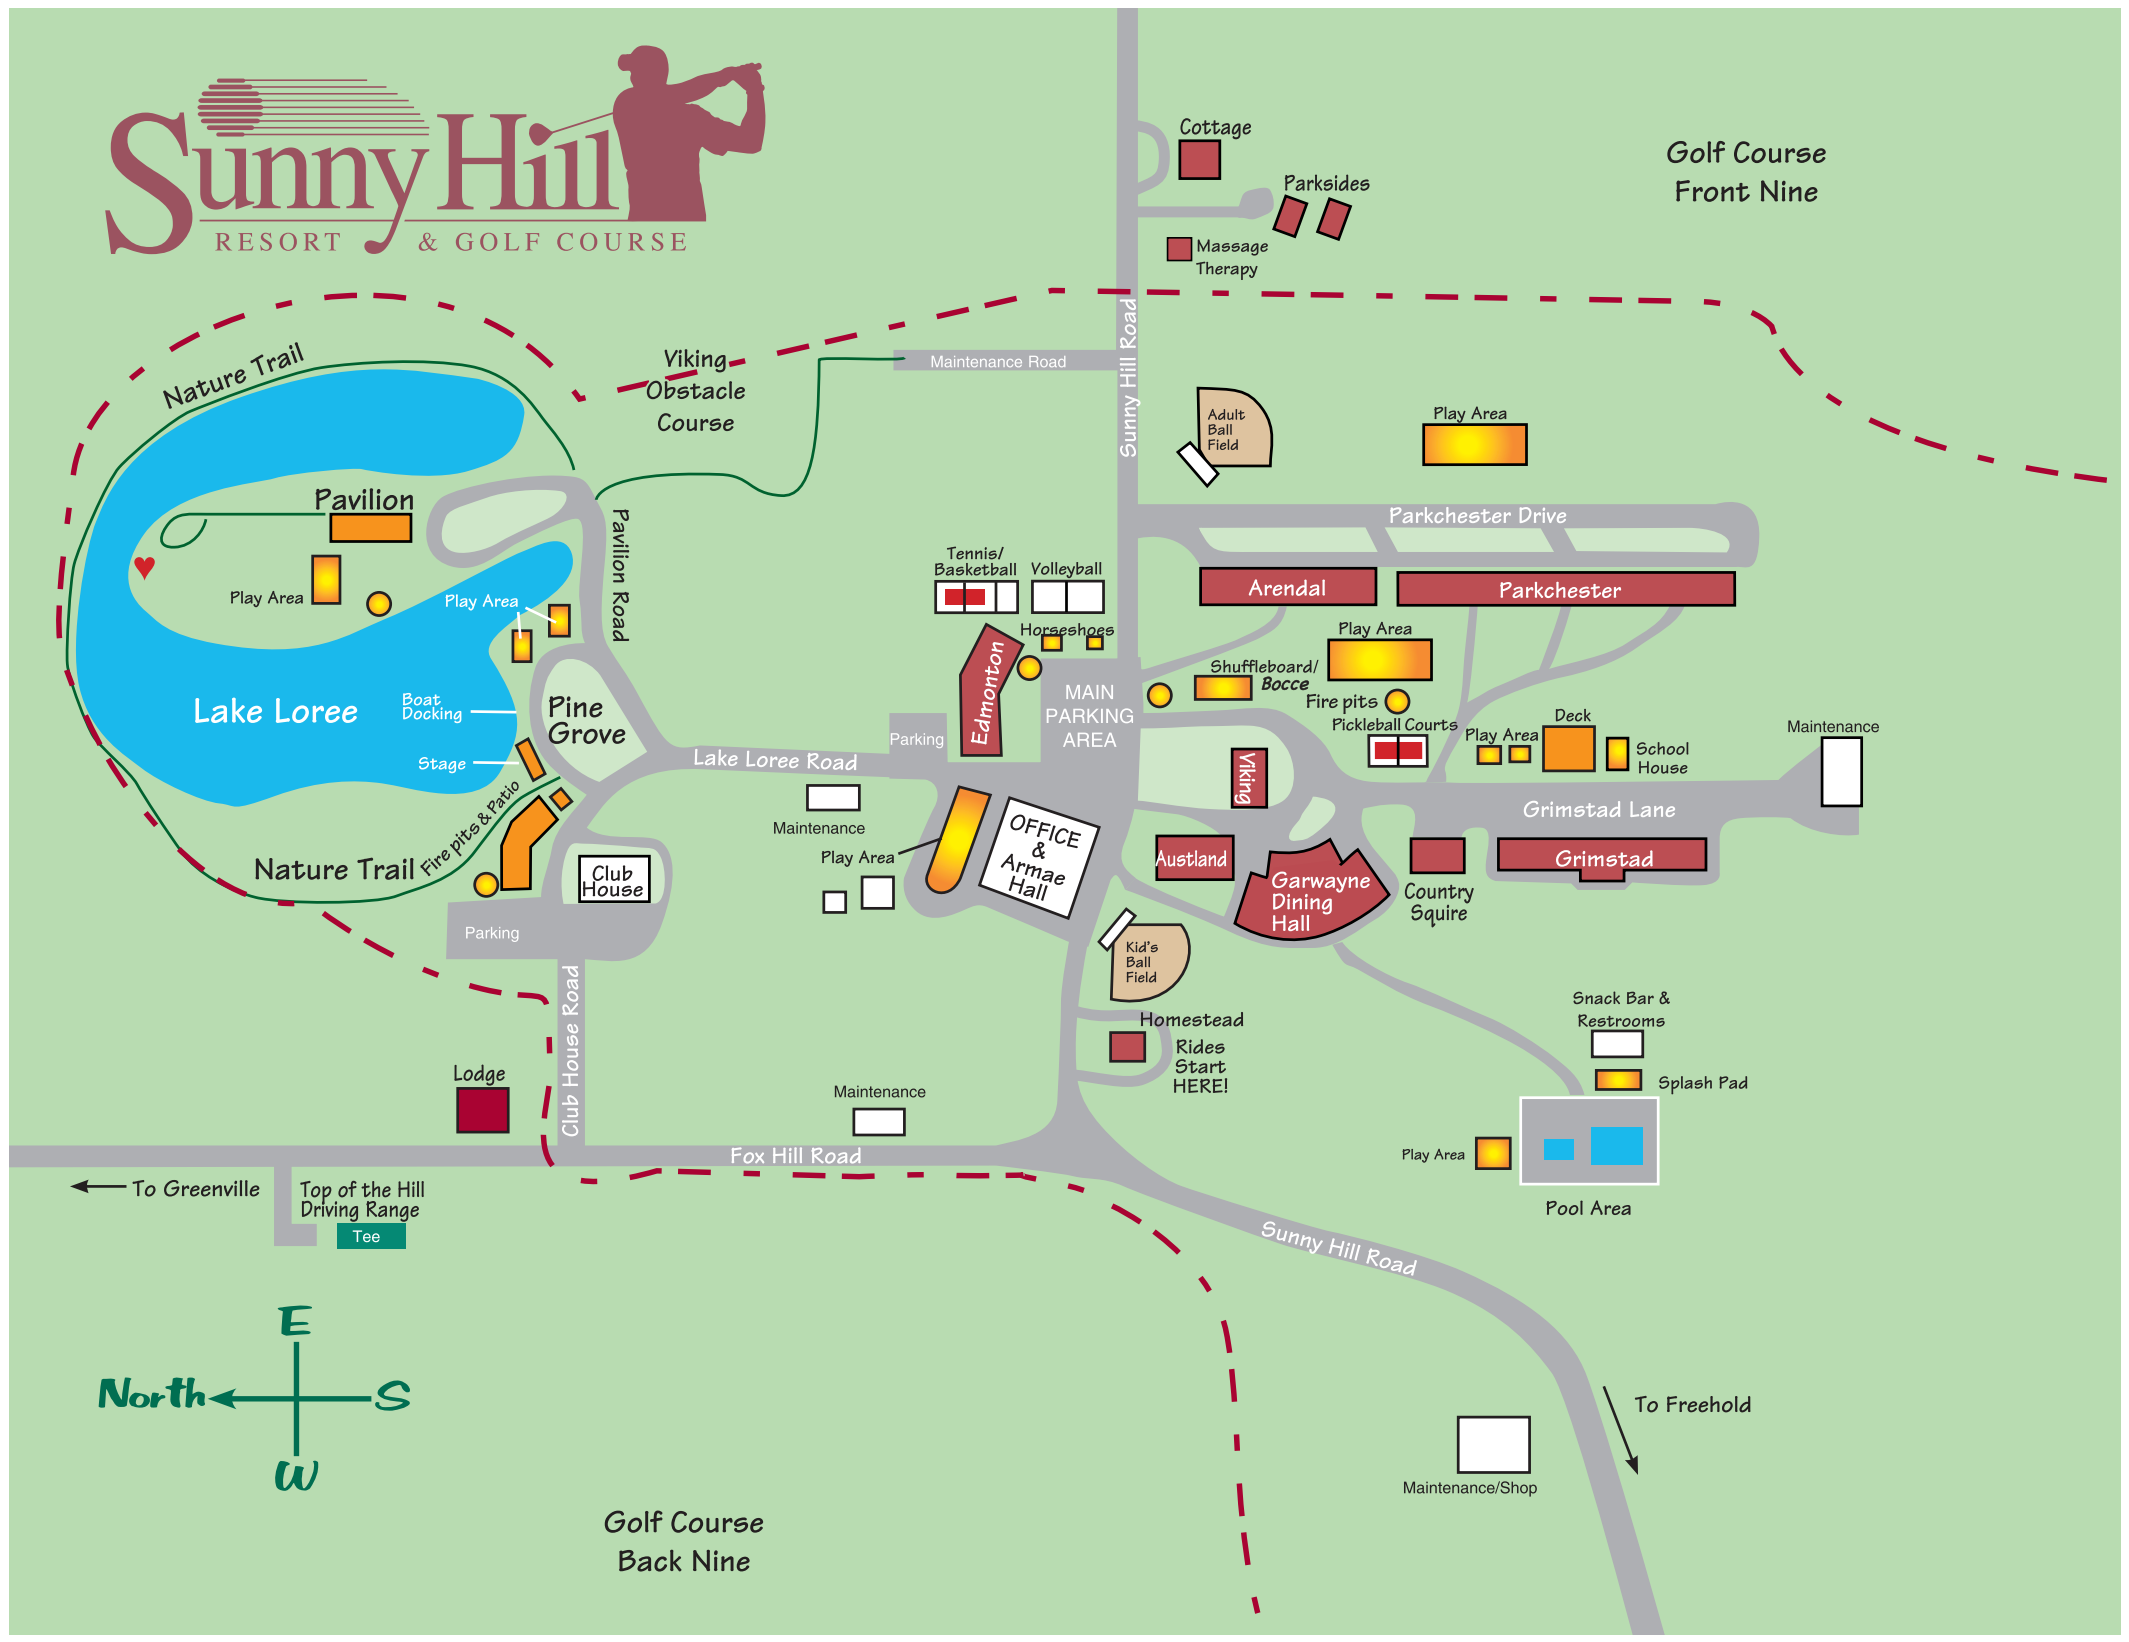 Sunny Hill
RESORT & GOLF COURSE
Cottage
Parksides
Massage
Therapy
Golf Course
Front Nine
Sunny Hill Road
Maintenance Road
Viking
Obstacle
Course
Nature Trail
Adult
Ball
Field
Play Area
Pavilion
Pavilion Road
Play Area
Play Area
Parkchester Drive
Arendal
Parkchester
Tennis/
Basketball
Volleyball
Horseshoes
Edmonton
MAIN
PARKING
AREA
Play Area
Shuffleboard/
Bocce
Fire pits
Pickleball Courts
Play Area
Deck
School
House
Maintenance
Lake Loree
Boat
Docking
Stage
Pine
Grove
Fire pits & Patio
Nature Trail
Lake Loree Road
Parking
Maintenance
Play Area
OFFICE
&
Armae
Hall
Viking
Austland
Garwayne
Dining
Hall
Grimstad Lane
Country
Squire
Grimstad
Club
House
Parking
Club House Road
Kid's
Ball
Field
Homestead
Rides
Start
HERE!
Snack Bar &
Restrooms
Splash Pad
Play Area
Pool Area
Lodge
Maintenance
Fox Hill Road
To Greenville
Top of the Hill
Driving Range
Tee
Sunny Hill Road
To Freehold
Maintenance/Shop
E
North
S
W
Golf Course
Back Nine